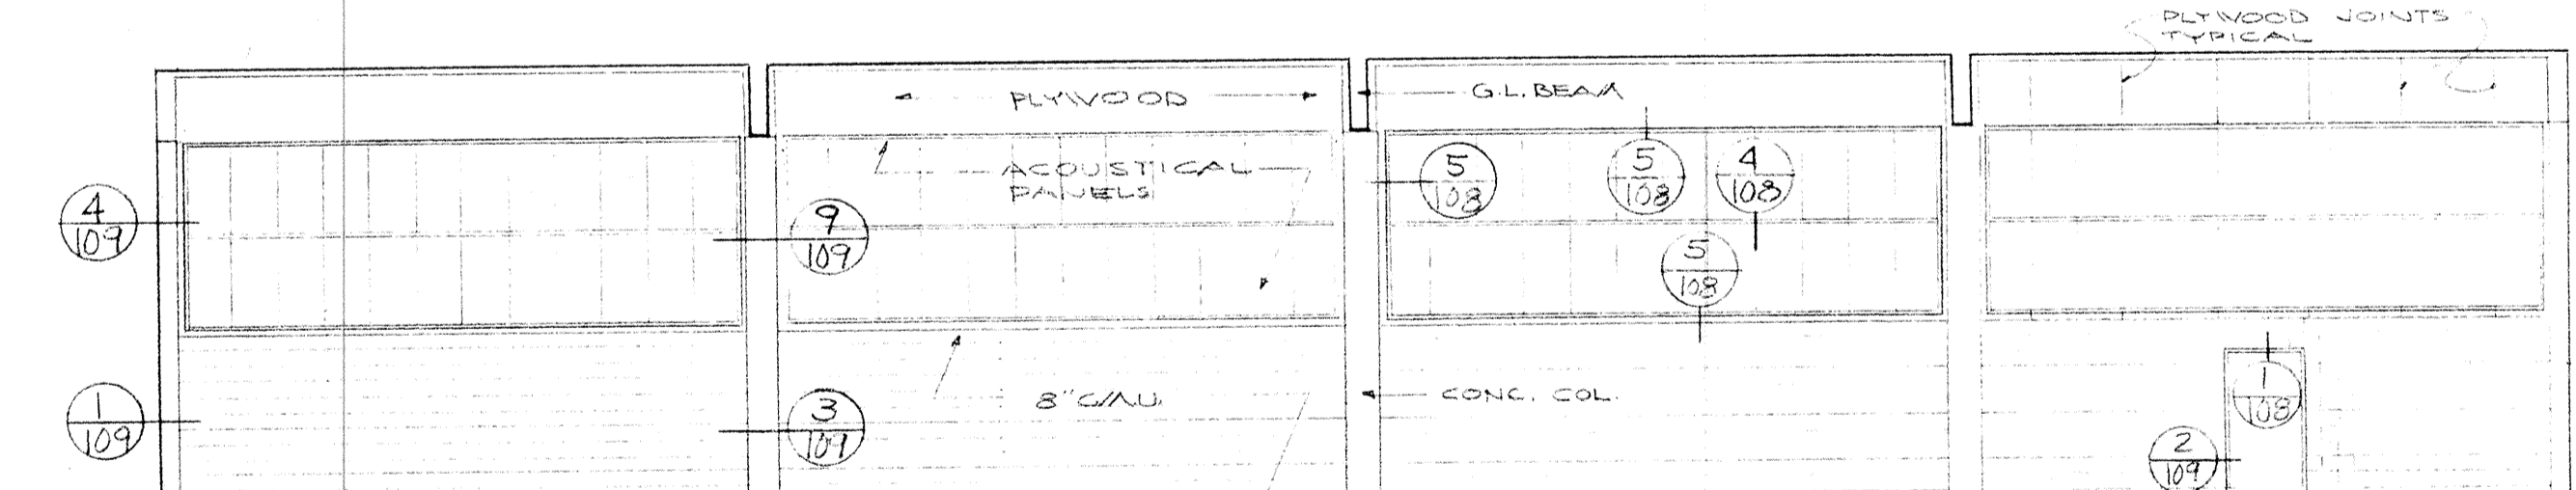 PLYWOOD JOINTS
TYPICAL
PLYWOOD
G.L. BEAM
ACOUSTICAL
PANELS
5
108
5
108
4
108
4
109
9
109
5
108
8" C.M.U.
CONC. COL.
1
109
3
109
1
108
2
109